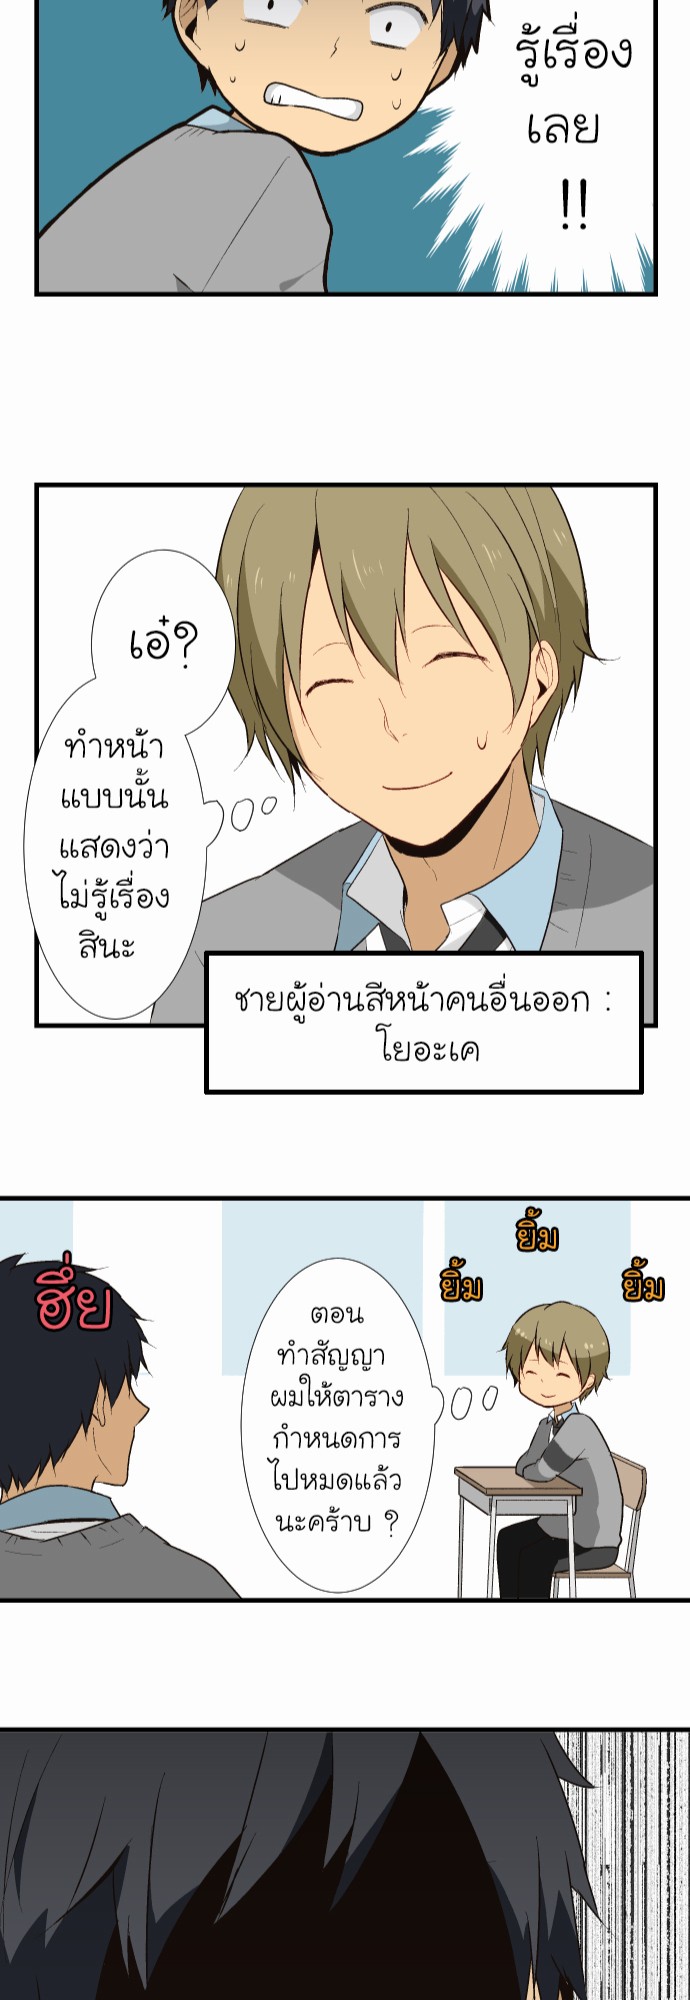 รู้เรื่อง
เลย
!!
เอ๋?
ทำหน้า
แบบนั้น
แสดงว่า
ไม่รู้เรื่อง
สินะ
ชายผู้อ่านสีหน้าคนอื่นออก :
โยอะเค
ฮึ่ย
ยิ้ม
ยิ้ม
ยิ้ม
ตอน
ทำสัญญา
ผมให้ตาราง
กำหนดการ
ไปหมดแล้ว
นะคร้าบ ?